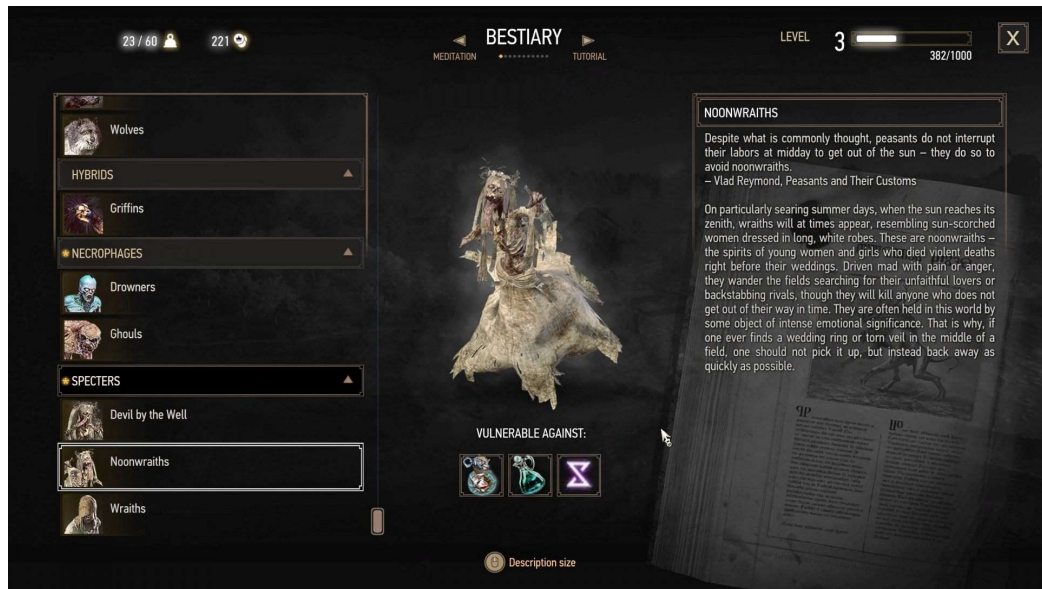 23 / 60
221
BESTIARY
MEDITATION
TUTORIAL
LEVEL 3
382/1000
X
Wolves
HYBRIDS
Griffins
NECROPHAGES
Drowners
Ghouls
SPECTERS
Devil by the Well
Noonwraiths
Wraiths
VULNERABLE AGAINST:
Description size
NOONWRAITHS
Despite what is commonly thought, peasants do not interrupt
their labors at midday to get out of the sun – they do so to
avoid noonwraiths.
– Vlad Reymond, Peasants and Their Customs
On particularly searing summer days, when the sun reaches its
zenith, wraiths will at times appear, resembling sun-scorched
women dressed in long, white robes. These are noonwraiths –
the spirits of young women and girls who died violent deaths
right before their weddings. Driven mad with pain or anger,
they wander the fields searching for their unfaithful lovers or
backstabbing rivals, though they will kill anyone who does not
get out of their way in time. They are often held in this world by
some object of intense emotional significance. That is why, if
one ever finds a wedding ring or torn veil in the middle of a
field, one should not pick it up, but instead back away as
quickly as possible.